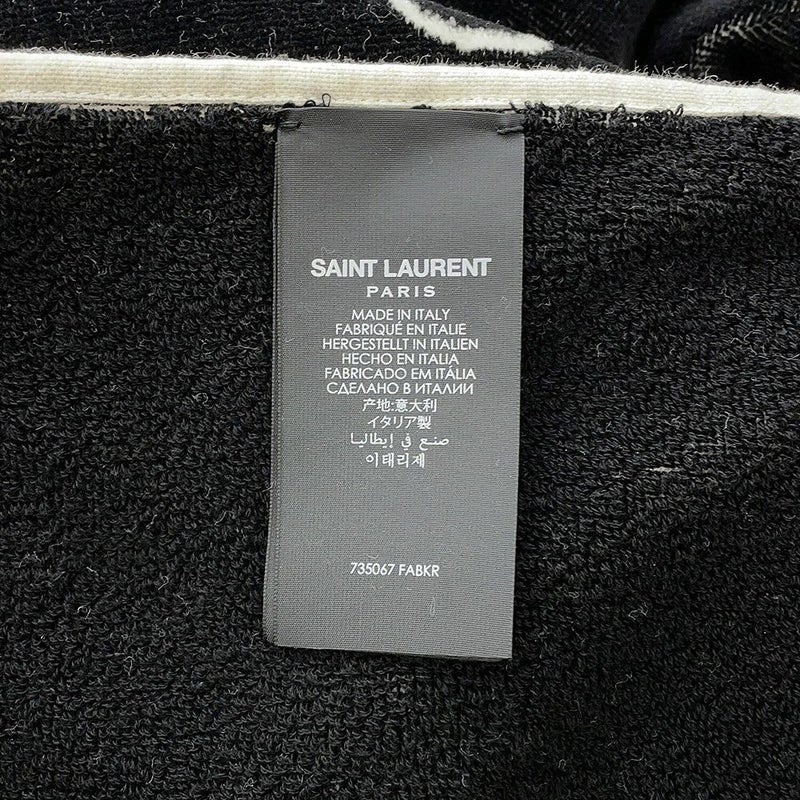 SAINT LAURENT
PARIS
MADE IN ITALY
FABRIQUÉ EN ITALIE
HERGESTELLT IN ITALIEN
HECHO EN ITALIA
FABRICADO EM ITÁLIA
СДЕЛАНО В ИТАЛИИ
产地:意大利
イタリア製
صنع في إيطاليا
이태리제
735067 FABKR